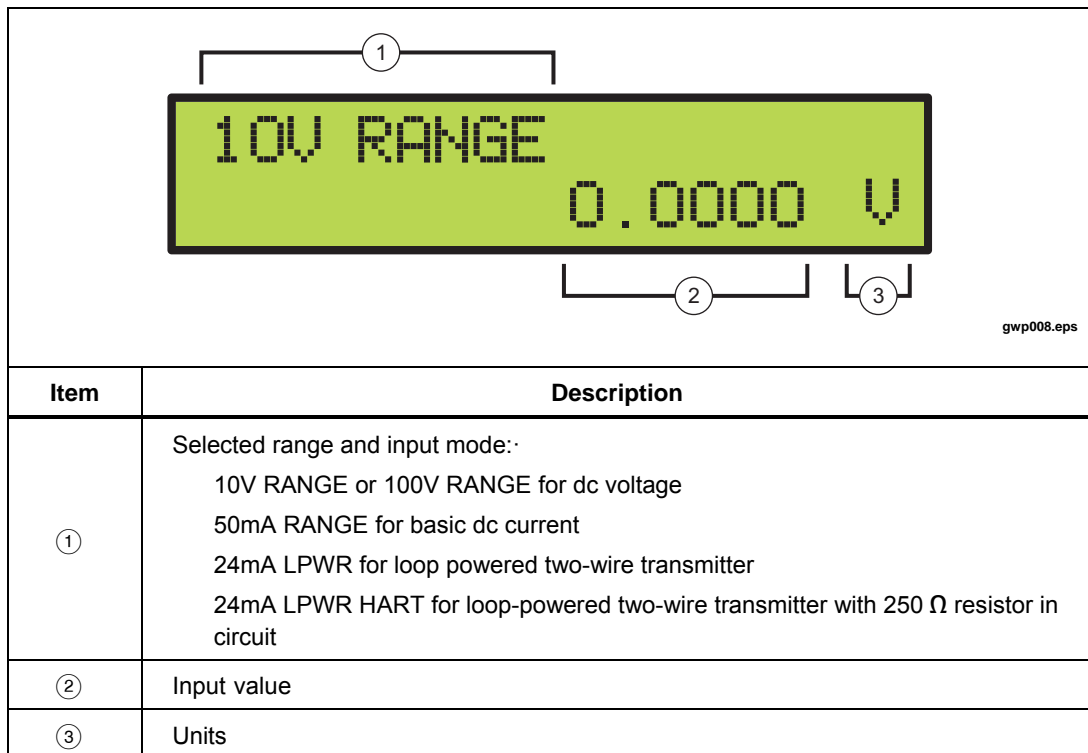 ①
10V RANGE
0.0000 V
② ③
gwp008.eps
Item Description
① Selected range and input mode:·
10V RANGE or 100V RANGE for dc voltage
50mA RANGE for basic dc current
24mA LPWR for loop powered two-wire transmitter
24mA LPWR HART for loop-powered two-wire transmitter with 250 Ω resistor in
circuit
② Input value
③ Units